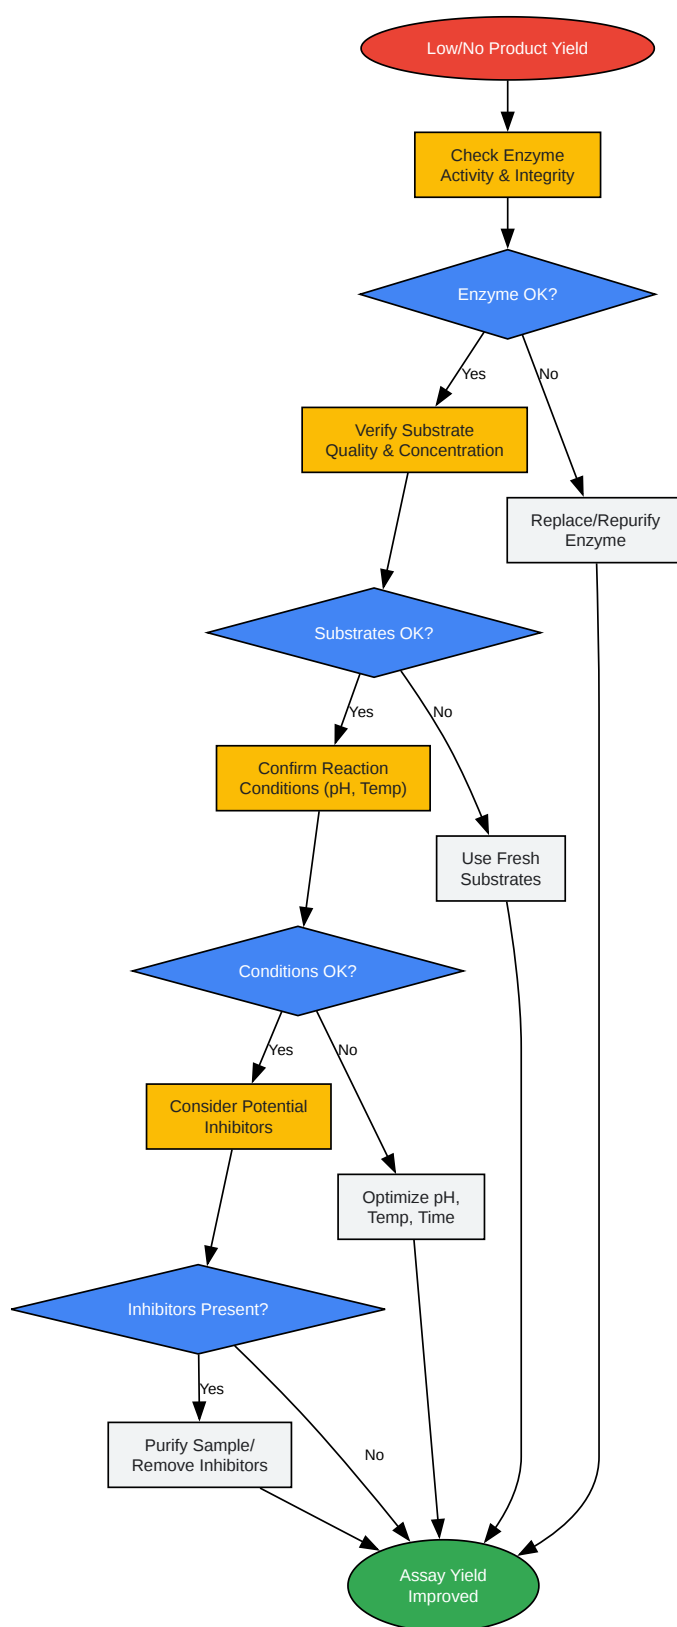 Low/No Product Yield
Check Enzyme
Activity & Integrity
Enzyme OK?
Yes
No
Verify Substrate
Quality & Concentration
Replace/Repurify
Enzyme
Substrates OK?
Yes
No
Confirm Reaction
Conditions (pH, Temp)
Use Fresh
Substrates
Conditions OK?
Yes
No
Consider Potential
Inhibitors
Optimize pH,
Temp, Time
Inhibitors Present?
Yes
No
Purify Sample/
Remove Inhibitors
Assay Yield
Improved